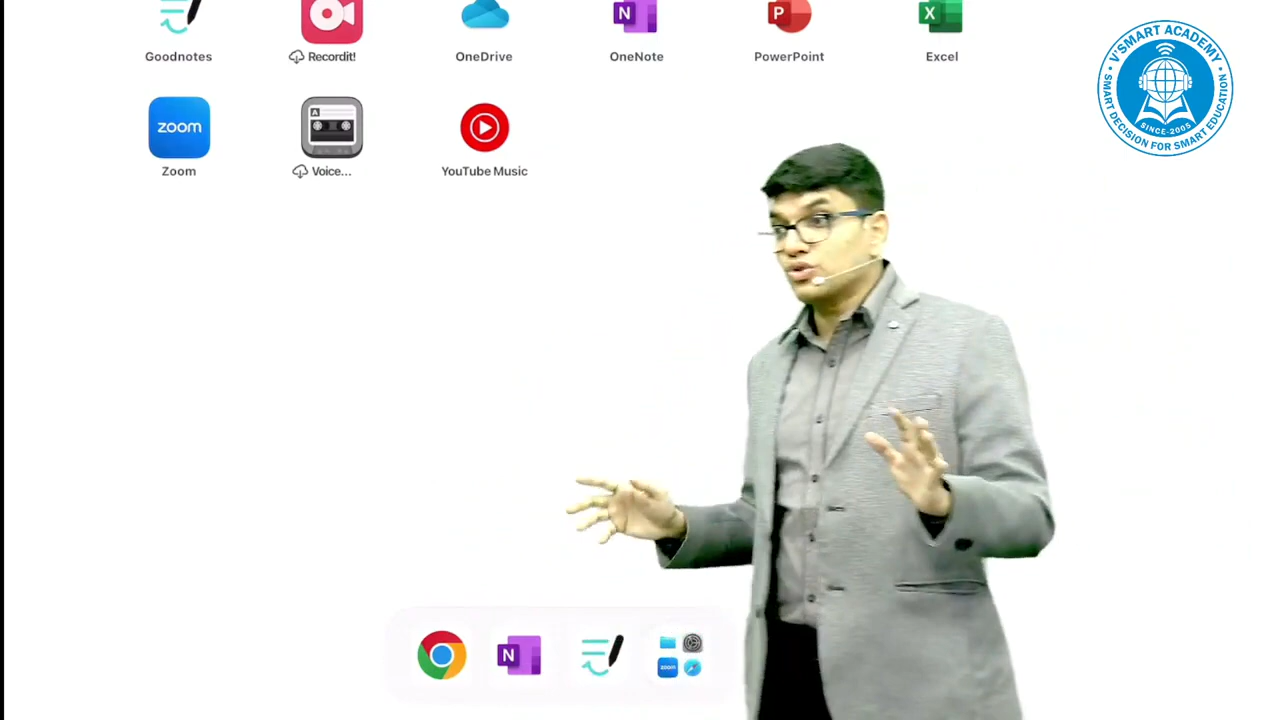 Goodnotes
Recordit!
OneDrive
OneNote
PowerPoint
Excel
N
P
X
zoom
Zoom
A
Voice...
YouTube Music
V'SMART ACADEMY
SINCE-2005
SMART DECISION FOR SMART EDUCATION
N
zoom